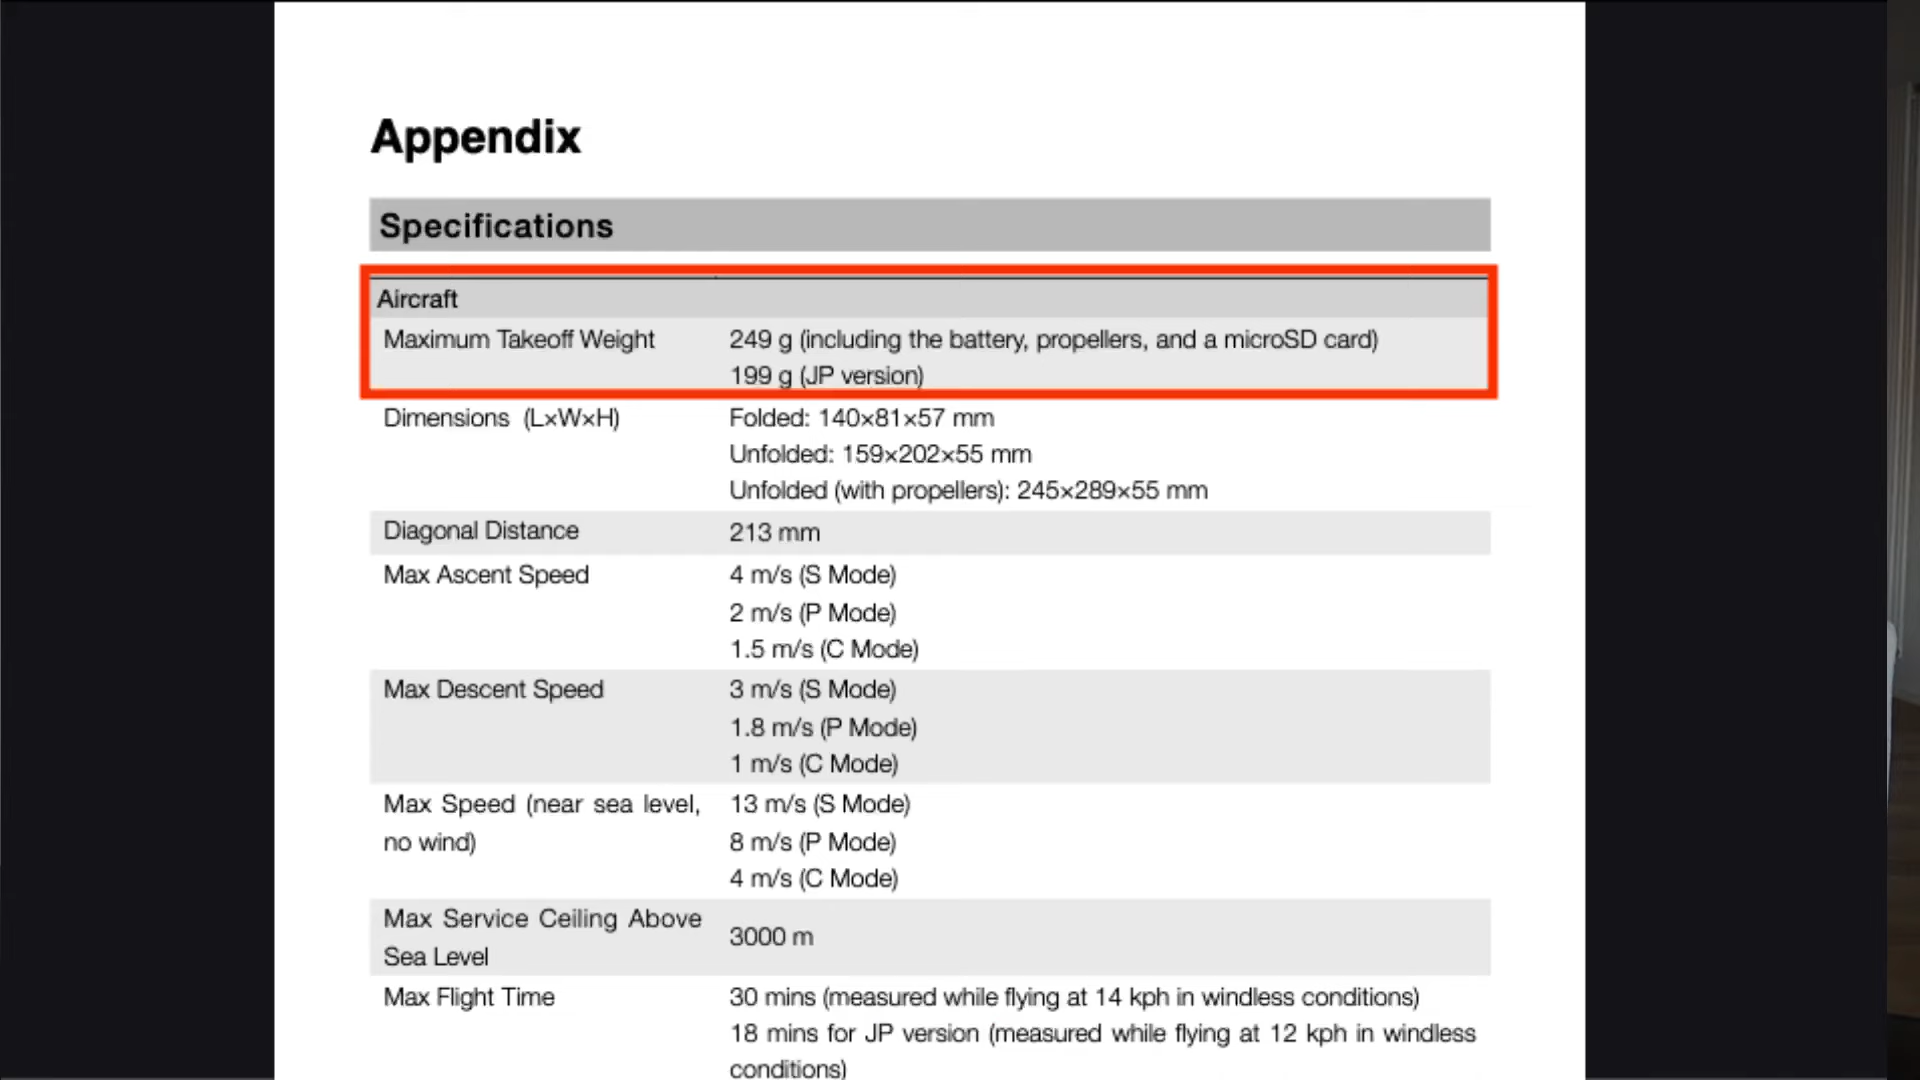 Appendix
Specifications
Aircraft
Maximum Takeoff Weight 249 g (including the battery, propellers, and a microSD card)
199 g (JP version)
Dimensions (L×W×H) Folded: 140×81×57 mm
Unfolded: 159×202×55 mm
Unfolded (with propellers): 245×289×55 mm
Diagonal Distance 213 mm
Max Ascent Speed 4 m/s (S Mode)
2 m/s (P Mode)
1.5 m/s (C Mode)
Max Descent Speed 3 m/s (S Mode)
1.8 m/s (P Mode)
1 m/s (C Mode)
Max Speed (near sea level, 13 m/s (S Mode)
no wind) 8 m/s (P Mode)
4 m/s (C Mode)
Max Service Ceiling Above
Sea Level 3000 m
Max Flight Time 30 mins (measured while flying at 14 kph in windless conditions)
18 mins for JP version (measured while flying at 12 kph in windless
conditions)